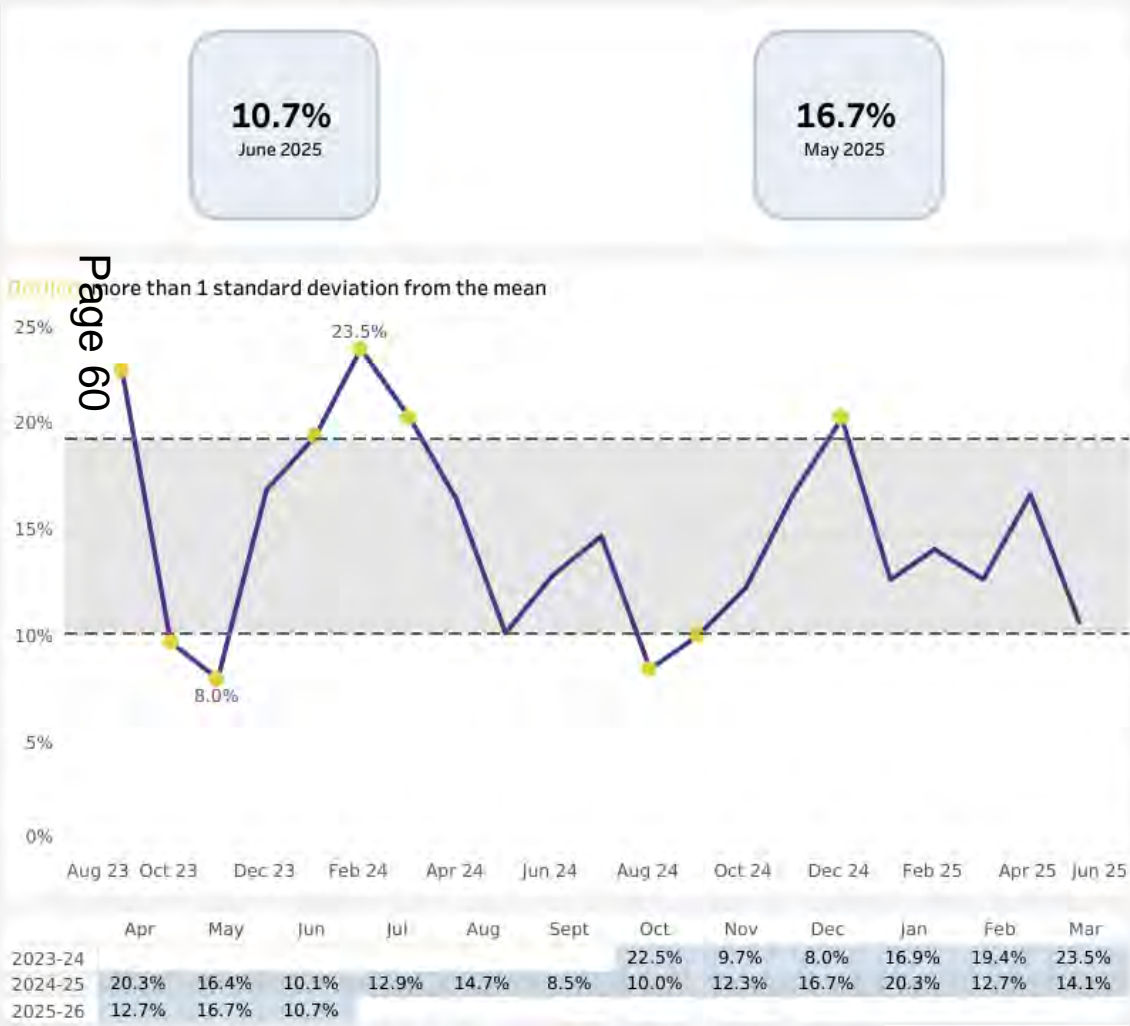 10.7%
June 2025
16.7%
May 2025
Page 60
more than 1 standard deviation from the mean
25%
23.5%
20%
15%
10%
8.0%
5%
0%
Aug 23 Oct 23 Dec 23 Feb 24 Apr 24 Jun 24 Aug 24 Oct 24 Dec 24 Feb 25 Apr 25 Jun 25
Apr May Jun Jul Aug Sept Oct Nov Dec Jan Feb Mar
2023-24 22.5% 9.7% 8.0% 16.9% 19.4% 23.5%
2024-25 20.3% 16.4% 10.1% 12.9% 14.7% 8.5% 10.0% 12.3% 16.7% 20.3% 12.7% 14.1%
2025-26 12.7% 16.7% 10.7%